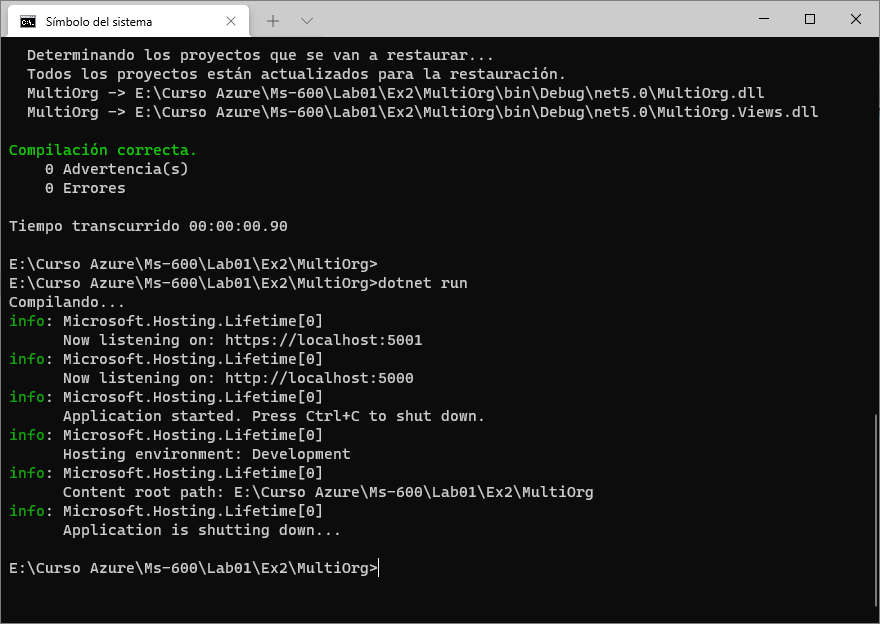 Símbolo del sistema
Determinando los proyectos que se van a restaurar...
Todos los proyectos están actualizados para la restauración.
MultiOrg -> E:\Curso Azure\Ms-600\Lab01\Ex2\MultiOrg\bin\Debug\net5.0\MultiOrg.dll
MultiOrg -> E:\Curso Azure\Ms-600\Lab01\Ex2\MultiOrg\bin\Debug\net5.0\MultiOrg.Views.dll
Compilación correcta.
0 Advertencia(s)
0 Errores
Tiempo transcurrido 00:00:00.90
E:\Curso Azure\Ms-600\Lab01\Ex2\MultiOrg>
E:\Curso Azure\Ms-600\Lab01\Ex2\MultiOrg>dotnet run
Compilando...
info: Microsoft.Hosting.Lifetime[0]
Now listening on: https://localhost:5001
info: Microsoft.Hosting.Lifetime[0]
Now listening on: http://localhost:5000
info: Microsoft.Hosting.Lifetime[0]
Application started. Press Ctrl+C to shut down.
info: Microsoft.Hosting.Lifetime[0]
Hosting environment: Development
info: Microsoft.Hosting.Lifetime[0]
Content root path: E:\Curso Azure\Ms-600\Lab01\Ex2\MultiOrg
info: Microsoft.Hosting.Lifetime[0]
Application is shutting down...
E:\Curso Azure\Ms-600\Lab01\Ex2\MultiOrg>